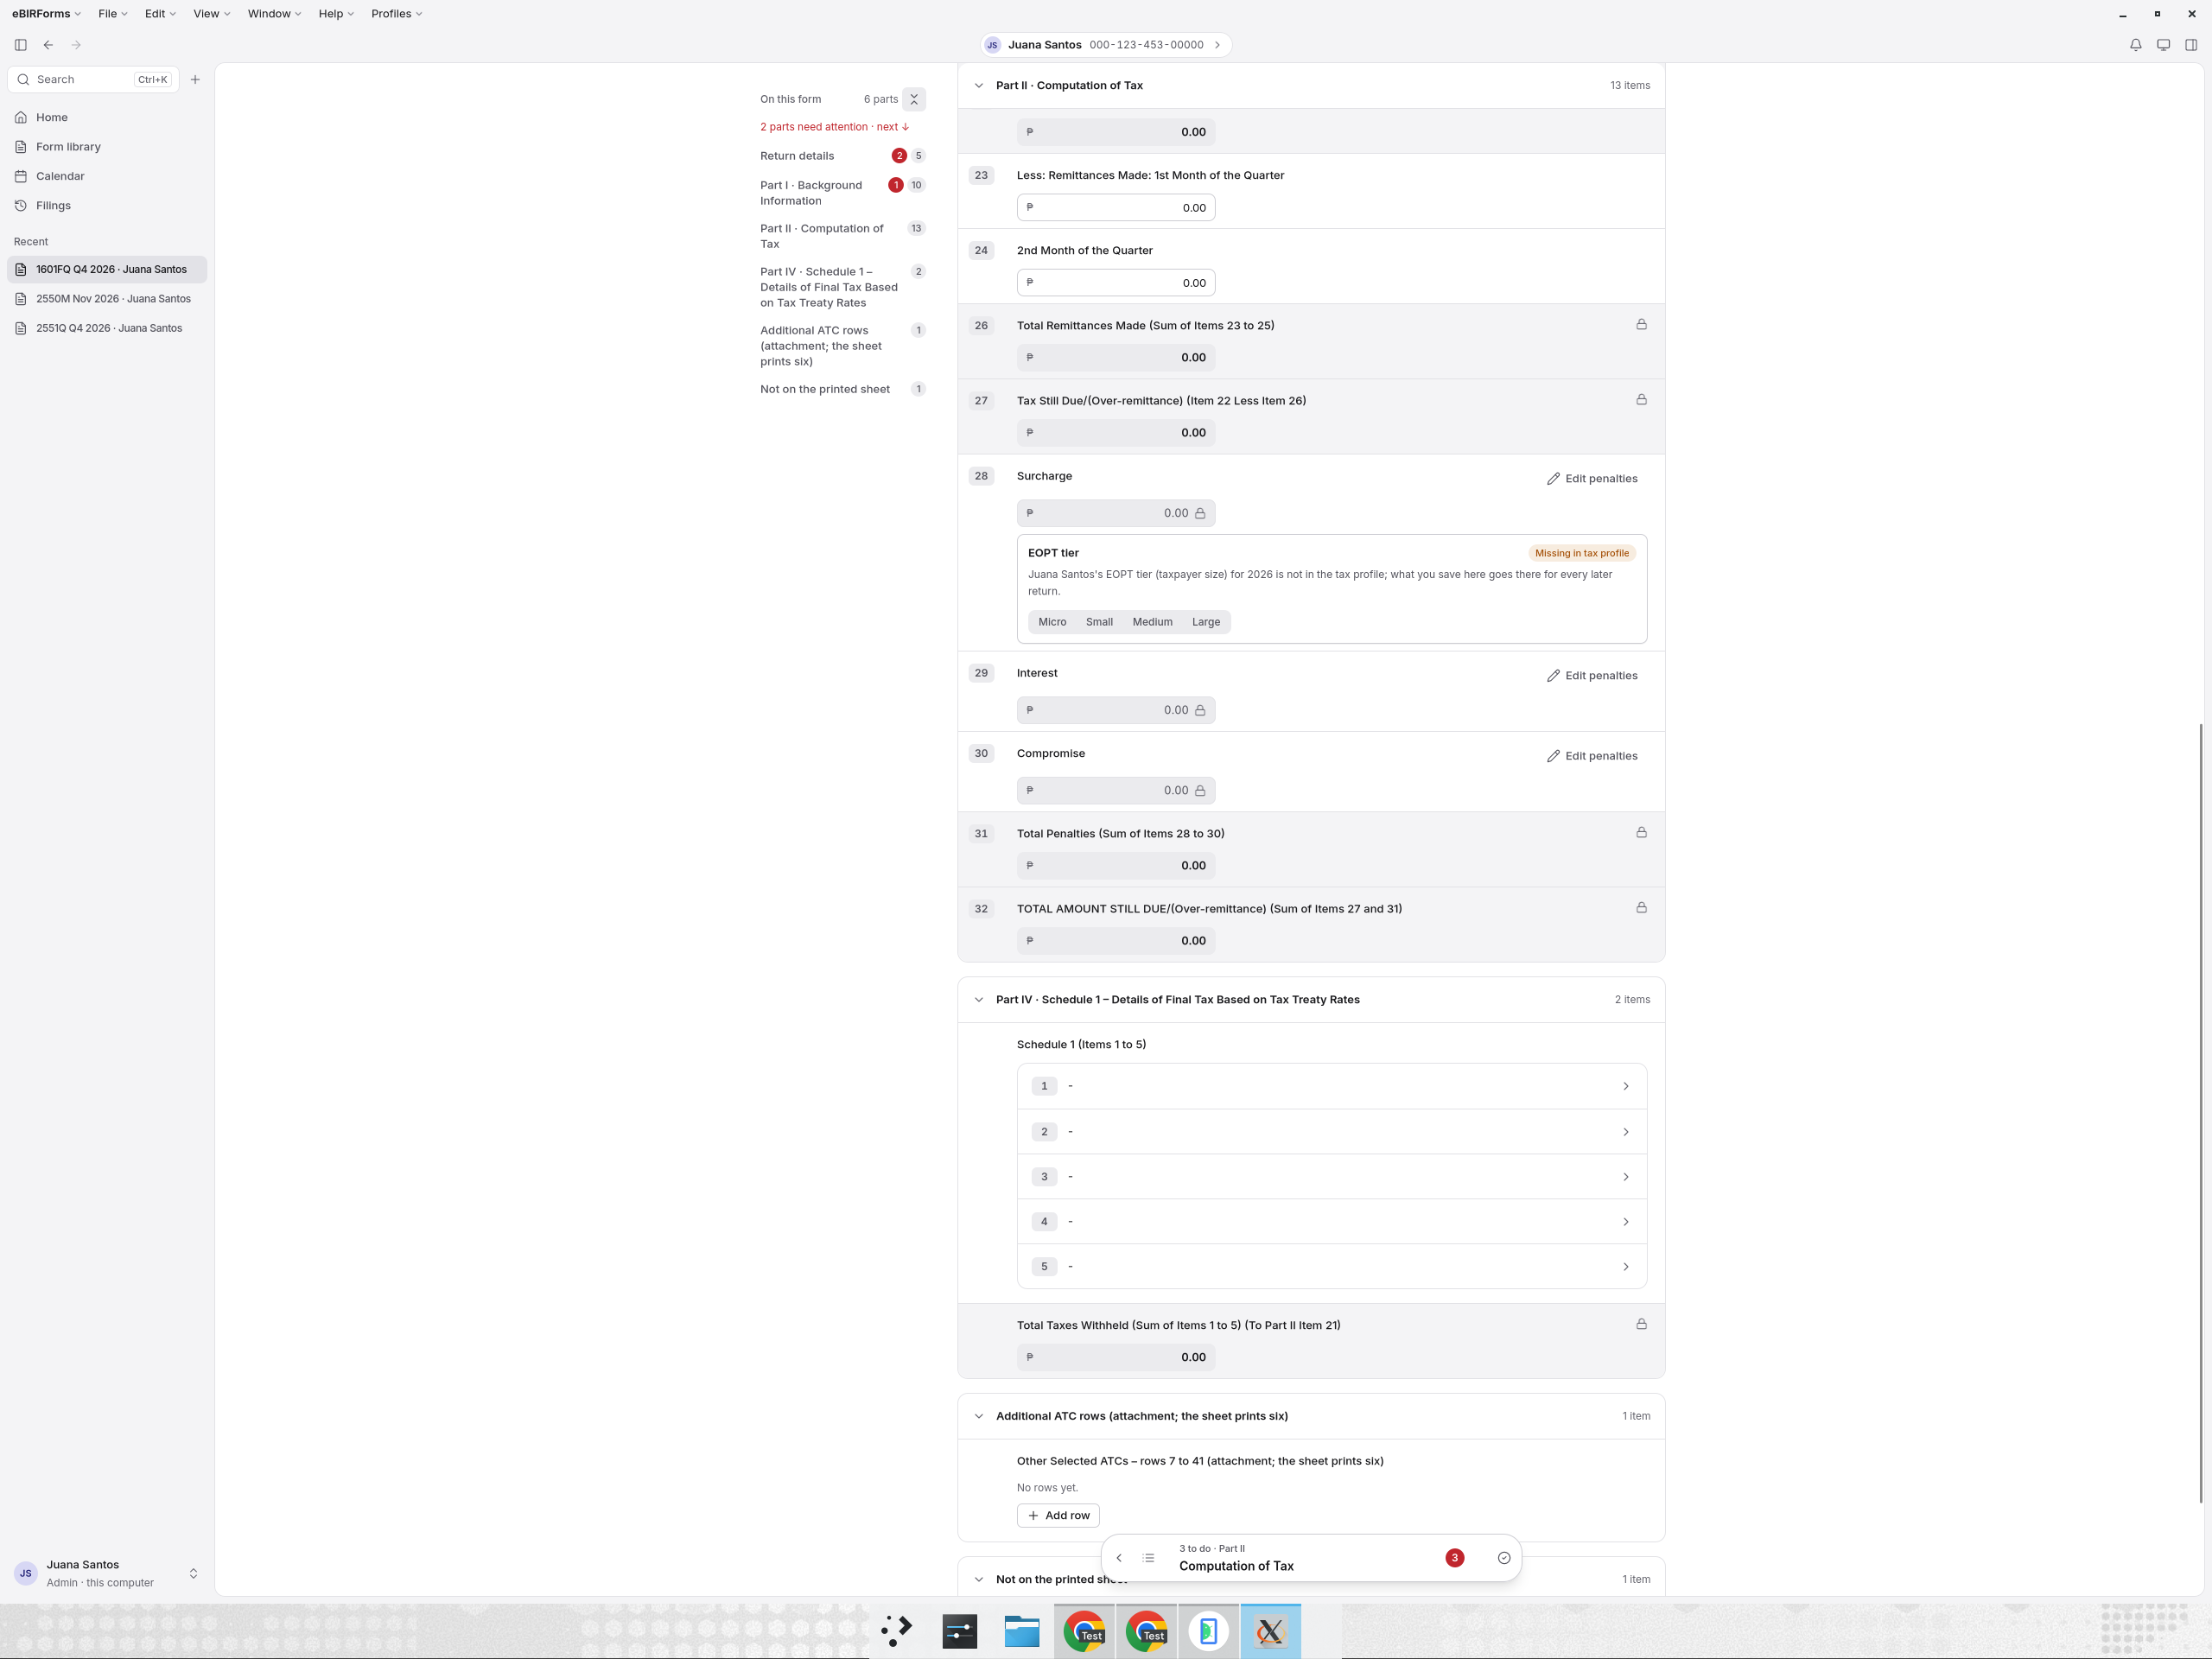 eBIRForms File Edit View Window Help Profiles
JS Juana Santos 000-123-453-00000
Search Ctrl+K
Home
Form library
Calendar
Filings
Recent
1601FQ Q4 2026 · Juana Santos
2550M Nov 2026 · Juana Santos
2551Q Q4 2026 · Juana Santos
On this form 6 parts
2 parts need attention · next ↓
Return details 2 5
Part I · Background 1 10
Information
Part II · Computation of 13
Tax
Part IV · Schedule 1 – 2
Details of Final Tax Based
on Tax Treaty Rates
Additional ATC rows 1
(attachment; the sheet
prints six)
Not on the printed sheet 1
Part II · Computation of Tax 13 items
₱ 0.00
23 Less: Remittances Made: 1st Month of the Quarter
₱ 0.00
24 2nd Month of the Quarter
₱ 0.00
26 Total Remittances Made (Sum of Items 23 to 25)
₱ 0.00
27 Tax Still Due/(Over-remittance) (Item 22 Less Item 26)
₱ 0.00
28 Surcharge Edit penalties
₱ 0.00
EOPT tier Missing in tax profile
Juana Santos's EOPT tier (taxpayer size) for 2026 is not in the tax profile; what you save here goes there for every later
return.
Micro Small Medium Large
29 Interest Edit penalties
₱ 0.00
30 Compromise Edit penalties
₱ 0.00
31 Total Penalties (Sum of Items 28 to 30)
₱ 0.00
32 TOTAL AMOUNT STILL DUE/(Over-remittance) (Sum of Items 27 and 31)
₱ 0.00
Part IV · Schedule 1 – Details of Final Tax Based on Tax Treaty Rates 2 items
Schedule 1 (Items 1 to 5)
1 -
2 -
3 -
4 -
5 -
Total Taxes Withheld (Sum of Items 1 to 5) (To Part II Item 21)
₱ 0.00
Additional ATC rows (attachment; the sheet prints six) 1 item
Other Selected ATCs – rows 7 to 41 (attachment; the sheet prints six)
No rows yet.
Add row
3 to do · Part II
Computation of Tax 3
Not on the printed sheet 1 item
JS Juana Santos
Admin · this computer
Test Test